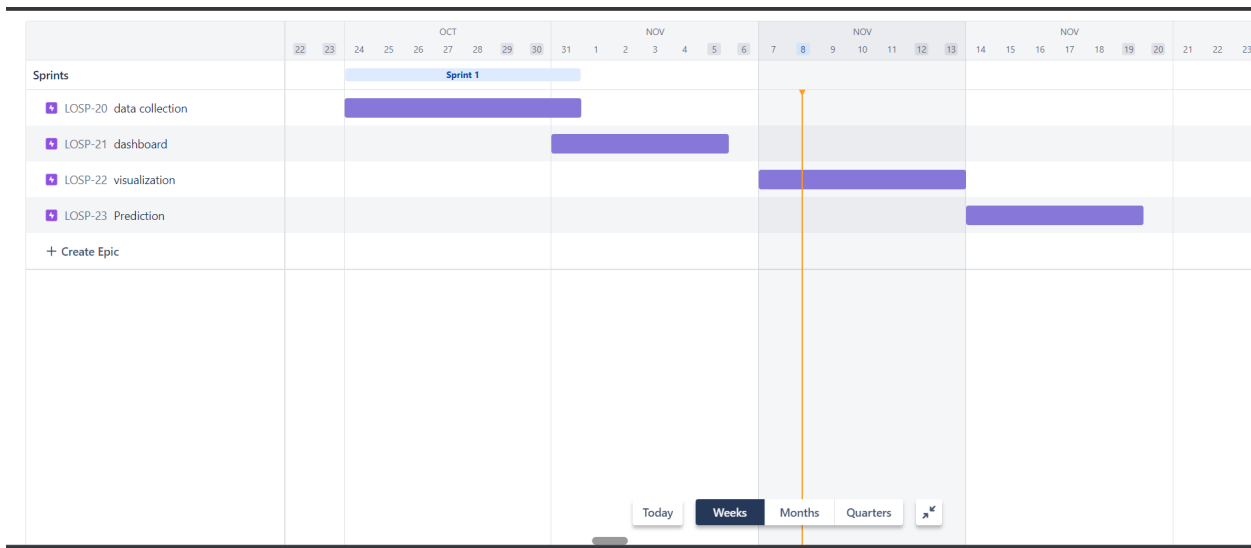 OCT NOV NOV NOV
22 23 24 25 26 27 28 29 30 31 1 2 3 4 5 6 7 8 9 10 11 12 13 14 15 16 17 18 19 20 21 22 23
Sprints Sprint 1
LOSP-20 data collection
LOSP-21 dashboard
LOSP-22 visualization
LOSP-23 Prediction
+ Create Epic
Today Weeks Months Quarters